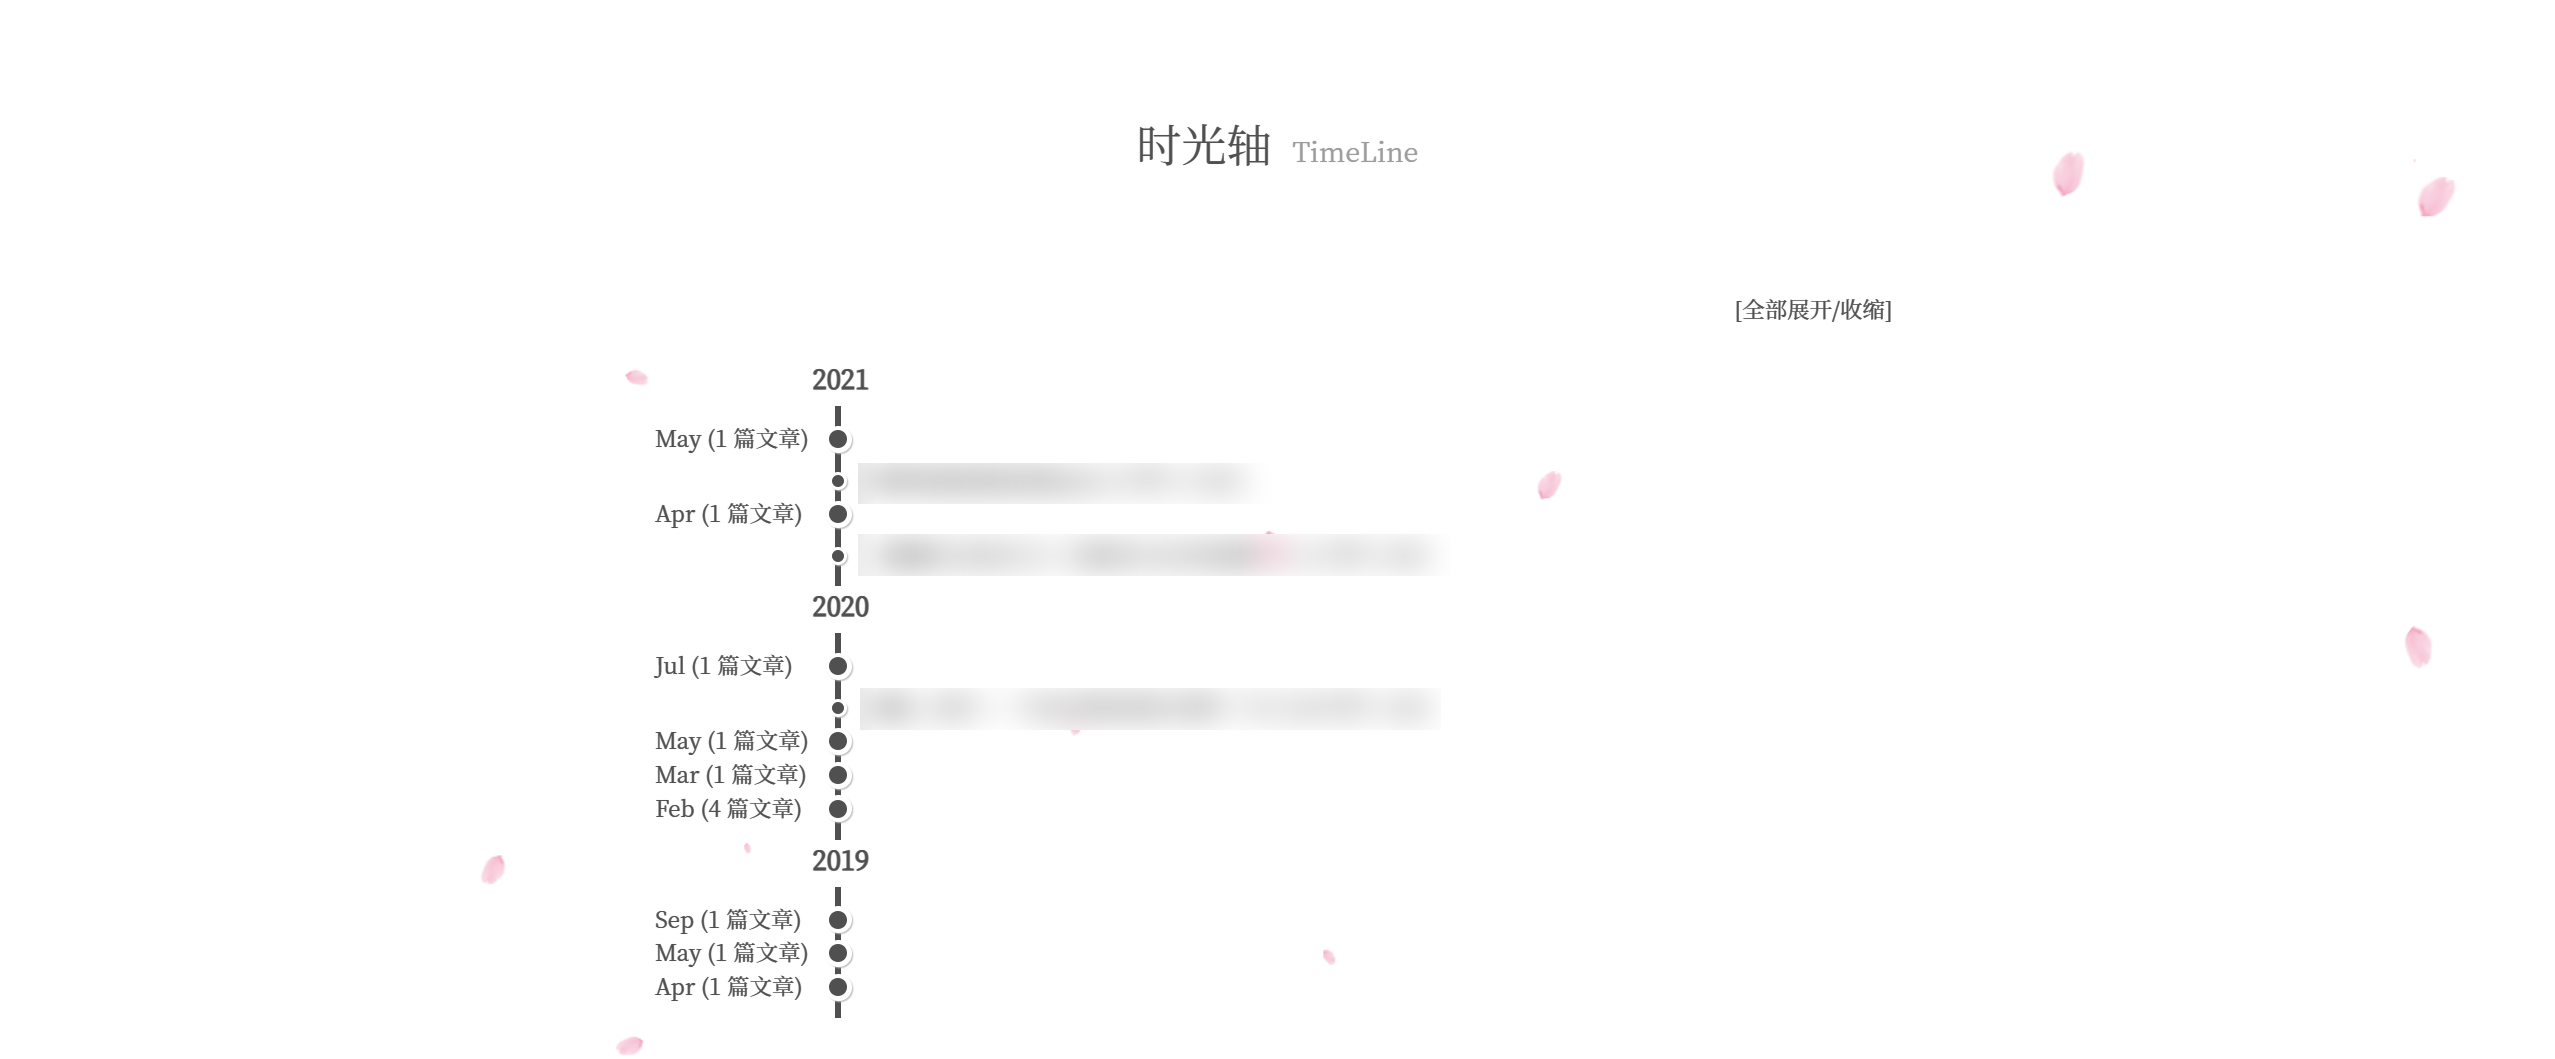 时光轴 TimeLine
[全部展开/收缩]
2021
May (1 篇文章)
Apr (1 篇文章)
2020
Jul (1 篇文章)
May (1 篇文章)
Mar (1 篇文章)
Feb (4 篇文章)
2019
Sep (1 篇文章)
May (1 篇文章)
Apr (1 篇文章)